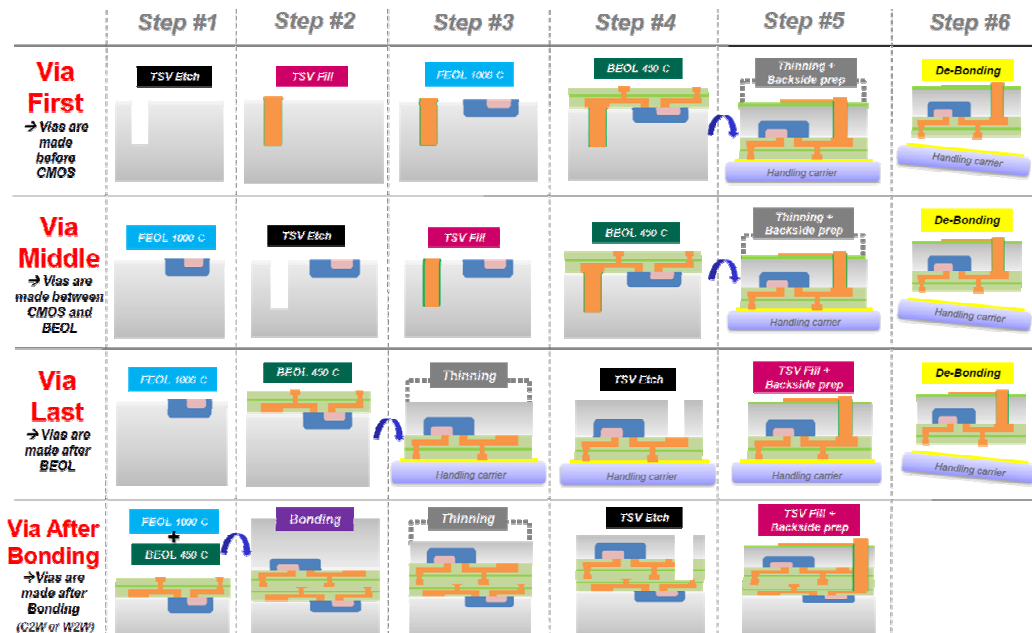 Step #1 Step #2 Step #3 Step #4 Step #5 Step #6
Via
First
→ Vias are
made
before
CMOS
TSV Etch
TSV Fill
FEOL 1000 C
BEOL 450 C
Thinning +
Backside prep
Handling carrier
De-Bonding
Handling carrier
Via
Middle
→ Vias are
made between
CMOS and
BEOL
FEOL 1000 C
TSV Etch
TSV Fill
BEOL 450 C
Thinning +
Backside prep
Handling carrier
De-Bonding
Handling carrier
Via
Last
→ Vias are
made after
BEOL
FEOL 1000 C
BEOL 450 C
Thinning
Handling carrier
TSV Etch
Handling carrier
TSV Fill +
Backside prep
Handling carrier
De-Bonding
Handling carrier
Via After
Bonding
→Vias are
made after
Bonding
(C2W or W2W)
FEOL 1000 C
+
BEOL 450 C
Bonding
Thinning
TSV Etch
TSV Fill +
Backside prep